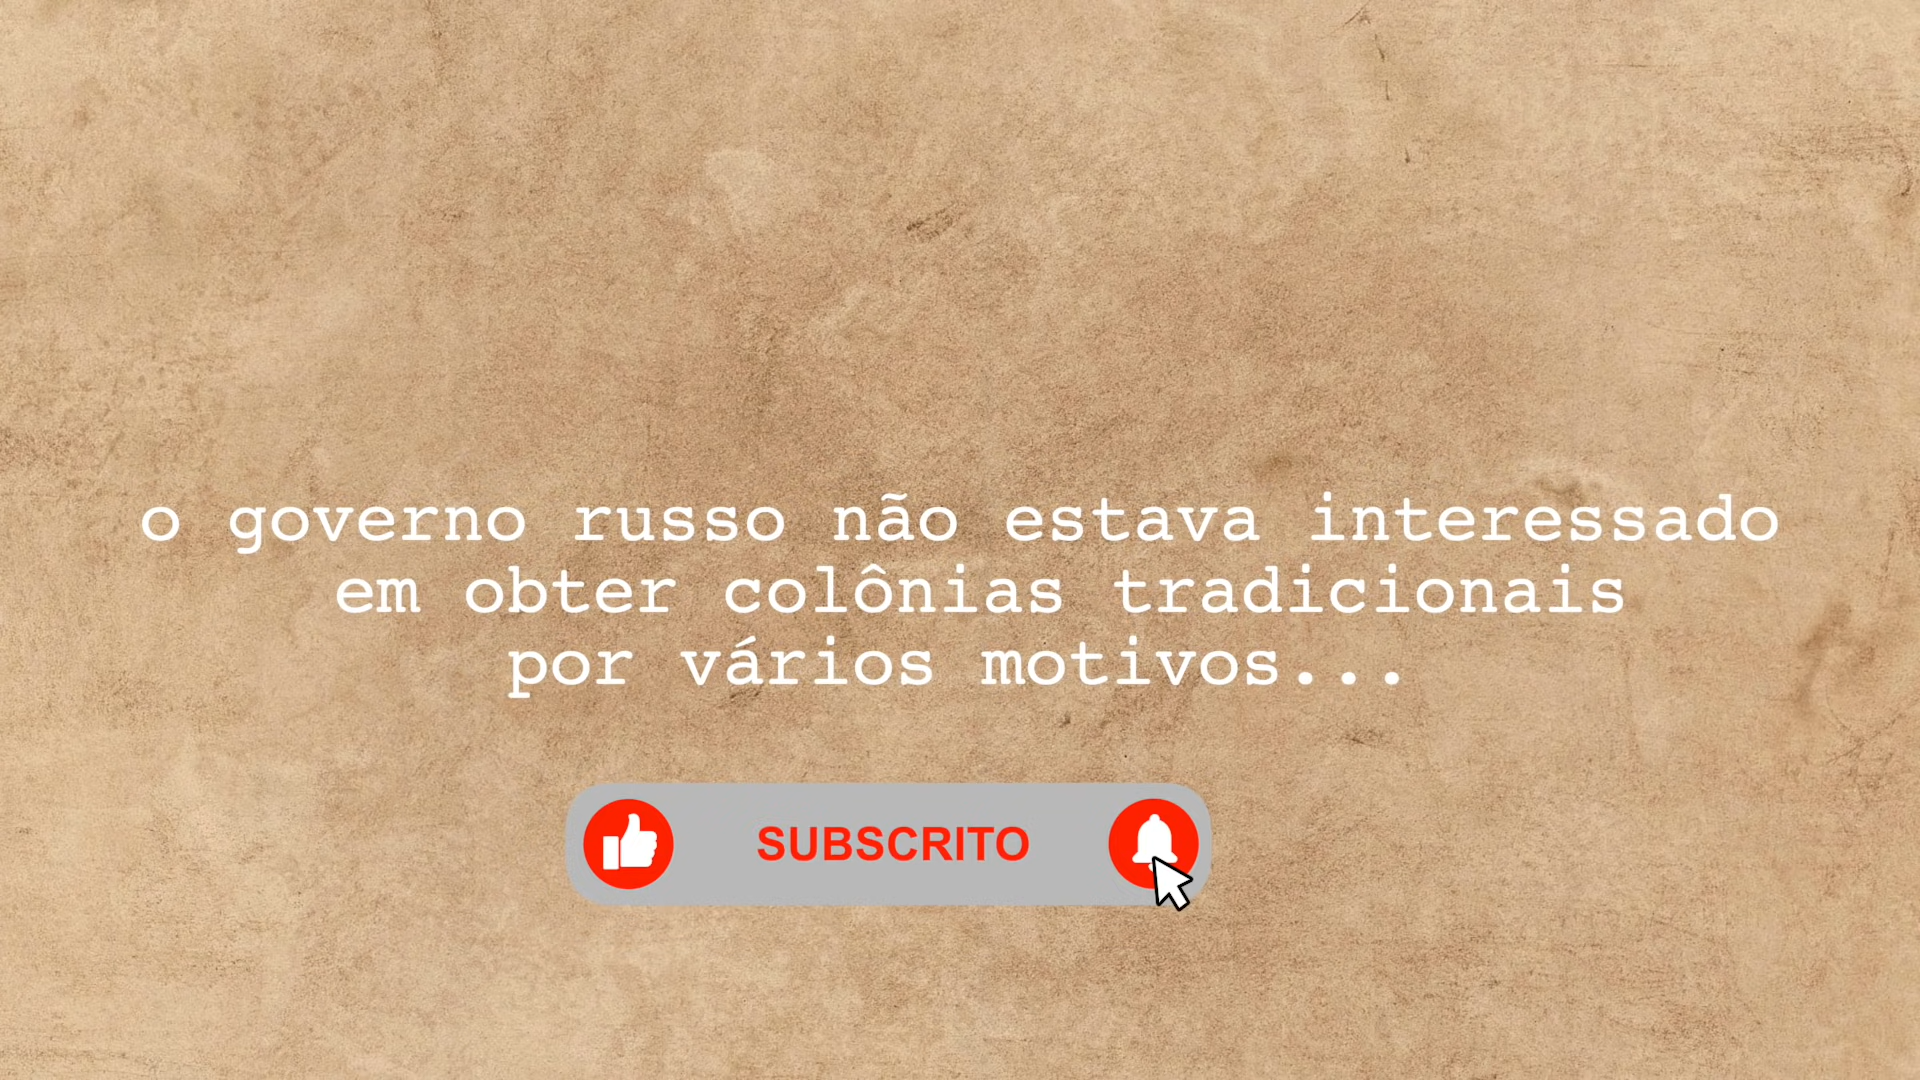 o governo russo não estava interessado
em obter colônias tradicionais
por vários motivos...
SUBSCRITO